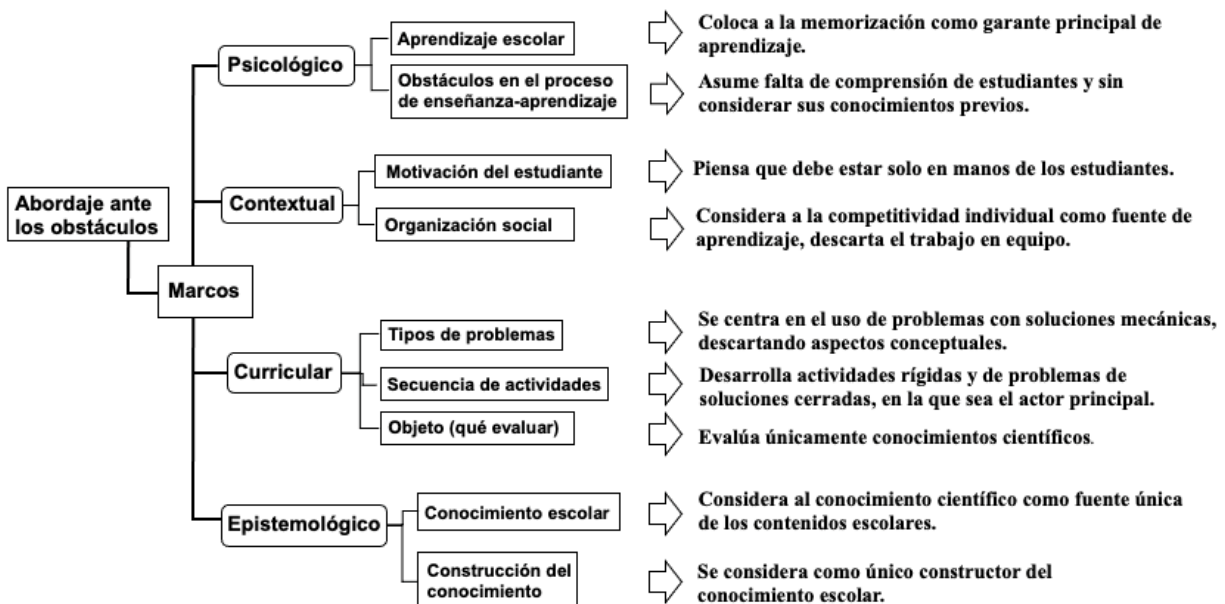 Abordaje ante
los obstáculos
Marcos
Psicológico
Aprendizaje escolar
Coloca a la memorización como garante principal de
aprendizaje.
Obstáculos en el proceso
de enseñanza-aprendizaje
Asume falta de comprensión de estudiantes y sin
considerar sus conocimientos previos.
Contextual
Motivación del estudiante
Piensa que debe estar solo en manos de los estudiantes.
Organización social
Considera a la competitividad individual como fuente de
aprendizaje, descarta el trabajo en equipo.
Curricular
Tipos de problemas
Se centra en el uso de problemas con soluciones mecánicas,
descartando aspectos conceptuales.
Secuencia de actividades
Desarrolla actividades rígidas y de problemas de
soluciones cerradas, en la que sea el actor principal.
Objeto (qué evaluar)
Evalúa únicamente conocimientos científicos.
Epistemológico
Conocimiento escolar
Considera al conocimiento científico como fuente única
de los contenidos escolares.
Construcción del
conocimiento
Se considera como único constructor del
conocimiento escolar.